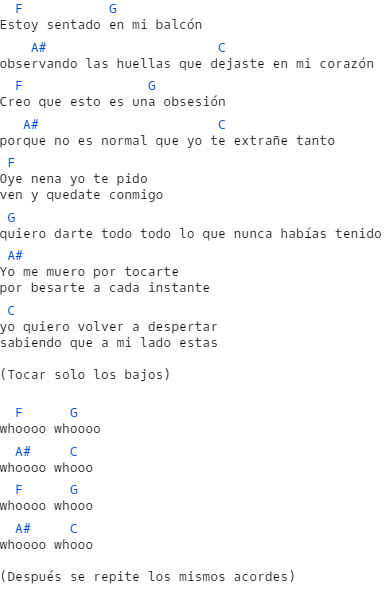 F G
Estoy sentado en mi balcón
A# C
observando las huellas que dejaste en mi corazón
F G
Creo que esto es una obsesión
A# C
porque no es normal que yo te extrañe tanto
F
Oye nena yo te pido
ven y quedate conmigo
G
quiero darte todo todo lo que nunca habías tenido
A#
Yo me muero por tocarte
por besarte a cada instante
C
yo quiero volver a despertar
sabiendo que a mi lado estas
(Tocar solo los bajos)
F G
whoooo whoooo
A# C
whoooo whooo
F G
whoooo whooo
A# C
whoooo whooo
(Después se repite los mismos acordes)